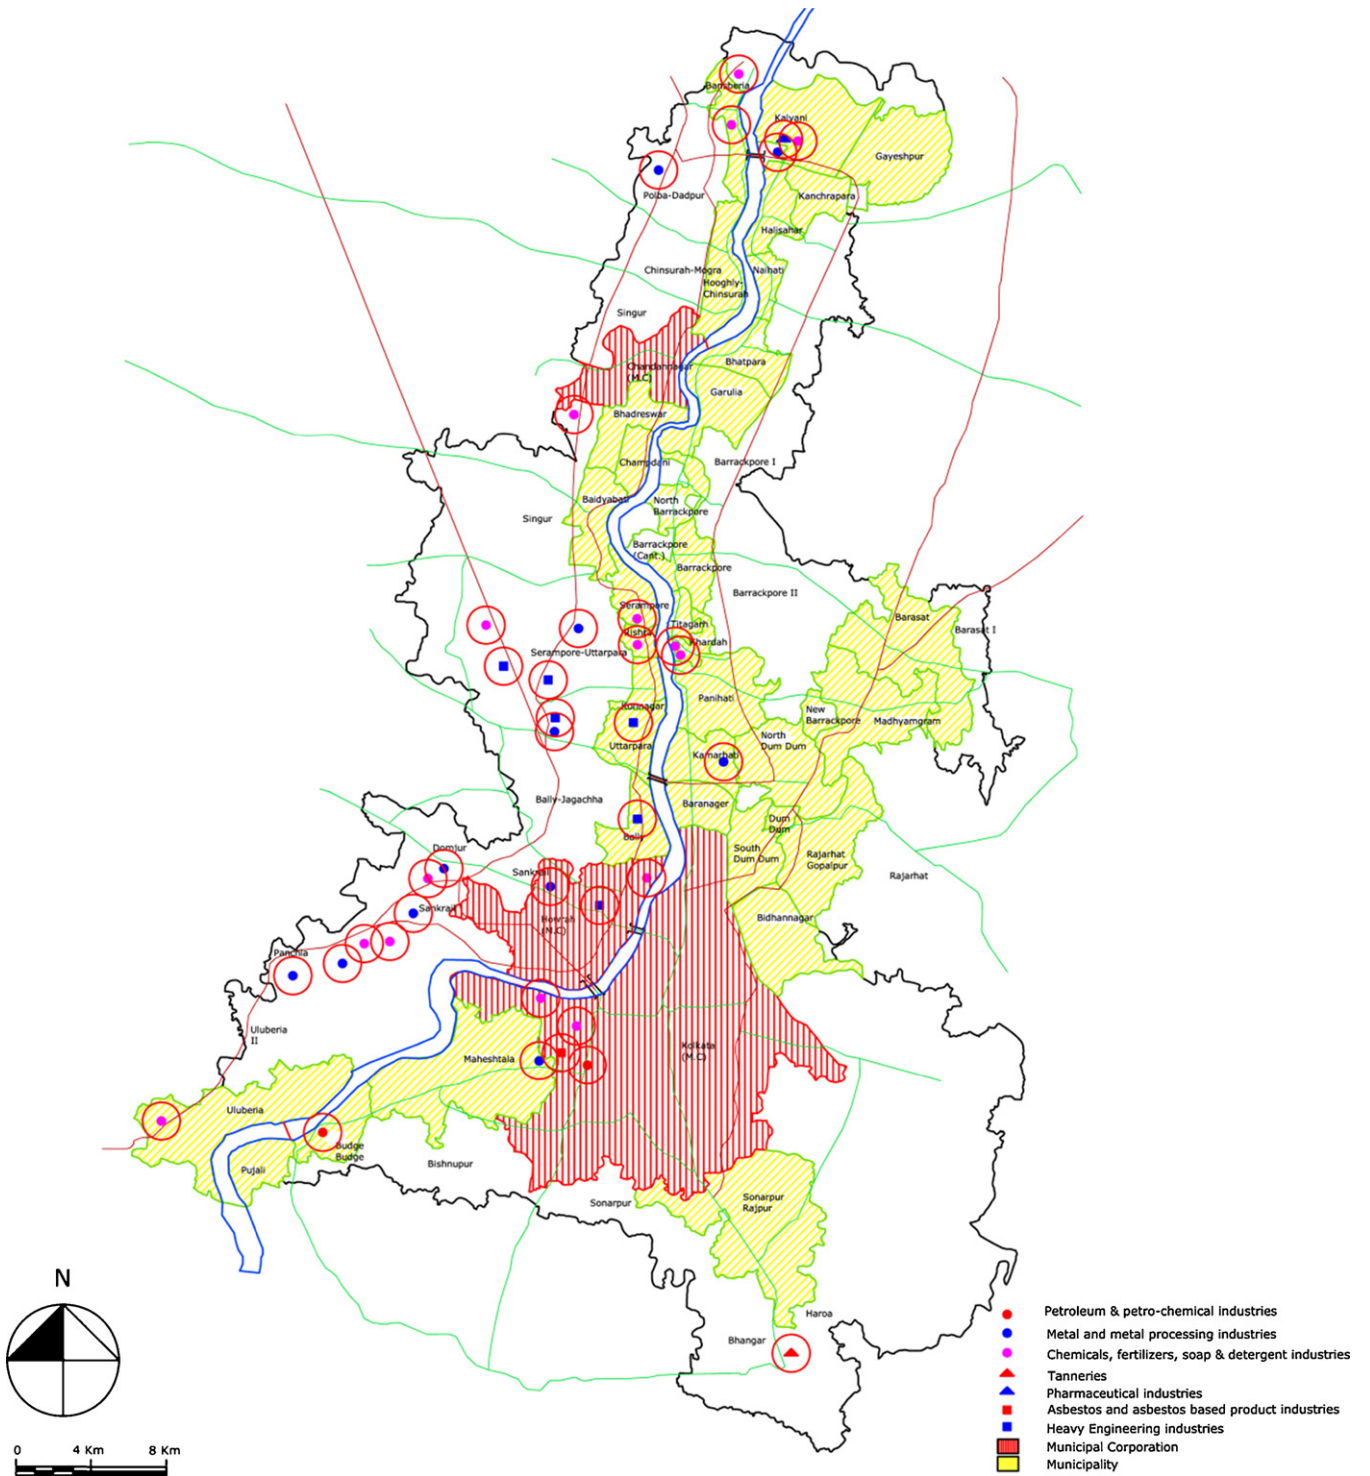 Bansberia
Kalyani
Gayeshpur
Polba-Dadpur
Kanchrapara
Halisahar
Chinsurah-Mogra
Naihati
Hooghly-
Chinsurah
Singur
Bhatpara
Chandannagar
(M.C)
Garulia
Bhadreswar
Champdani
Barrackpore I
Baidyabati
North
Barrackpore
Singur
Barrackpore
(Cant.)
Barrackpore
Barrackpore II
Serampore
Barasat
Titagarh
Barasat I
Rishra
Khardah
Serampore-Uttarpara
Panihati
Konnagar
New
Barrackpore
Madhyamgram
North
Dum Dum
Uttarpara
Kamarhati
Bally-Jagachha
Baranager
Dum
Dum
Bally
South
Dum Dum
Rajarhat
Gopalpur
Domjur
Sankrail
Rajarhat
Sankrail
Howrah
(M.C)
Bidhannagar
Panchla
Uluberia
II
Kolkata
(M.C)
Maheshtala
Uluberia
Budge
Budge
Pujali
Bishnupur
Sonarpur
Sonarpur
Rajpur
Haroa
Bhangar
N
0 4 Km 8 Km
Petroleum & petro-chemical industries
Metal and metal processing industries
Chemicals, fertilizers, soap & detergent industries
Tanneries
Pharmaceutical industries
Asbestos and asbestos based product industries
Heavy Engineering industries
Municipal Corporation
Municipality